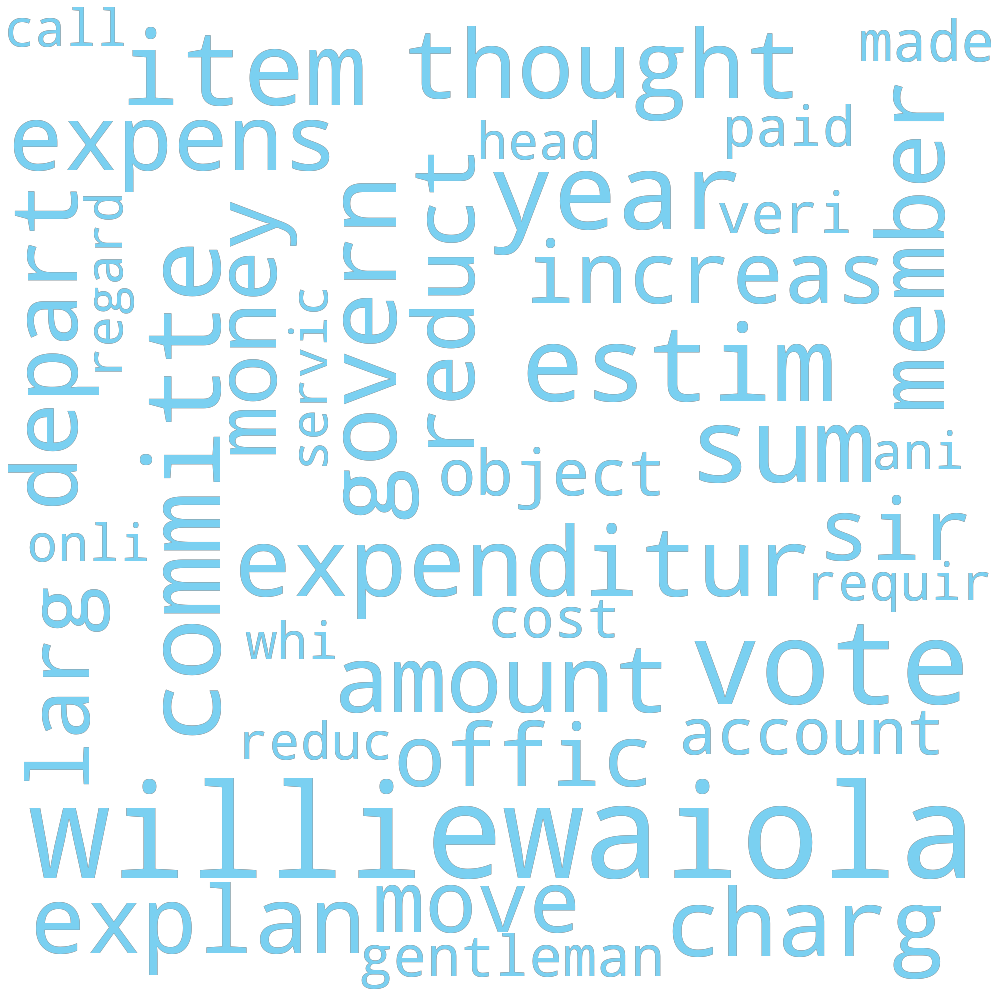 call
item
thought
made
expens
head
paid
member
depart
regard
committe
money
servic
govern
reduct
year
veri
increas
estim
sum
ani
object
onli
expenditur
sir
requir
larg
whi
cost
amount
vote
reduc
offic
account
williewaiola
explan
move
charg
gentleman